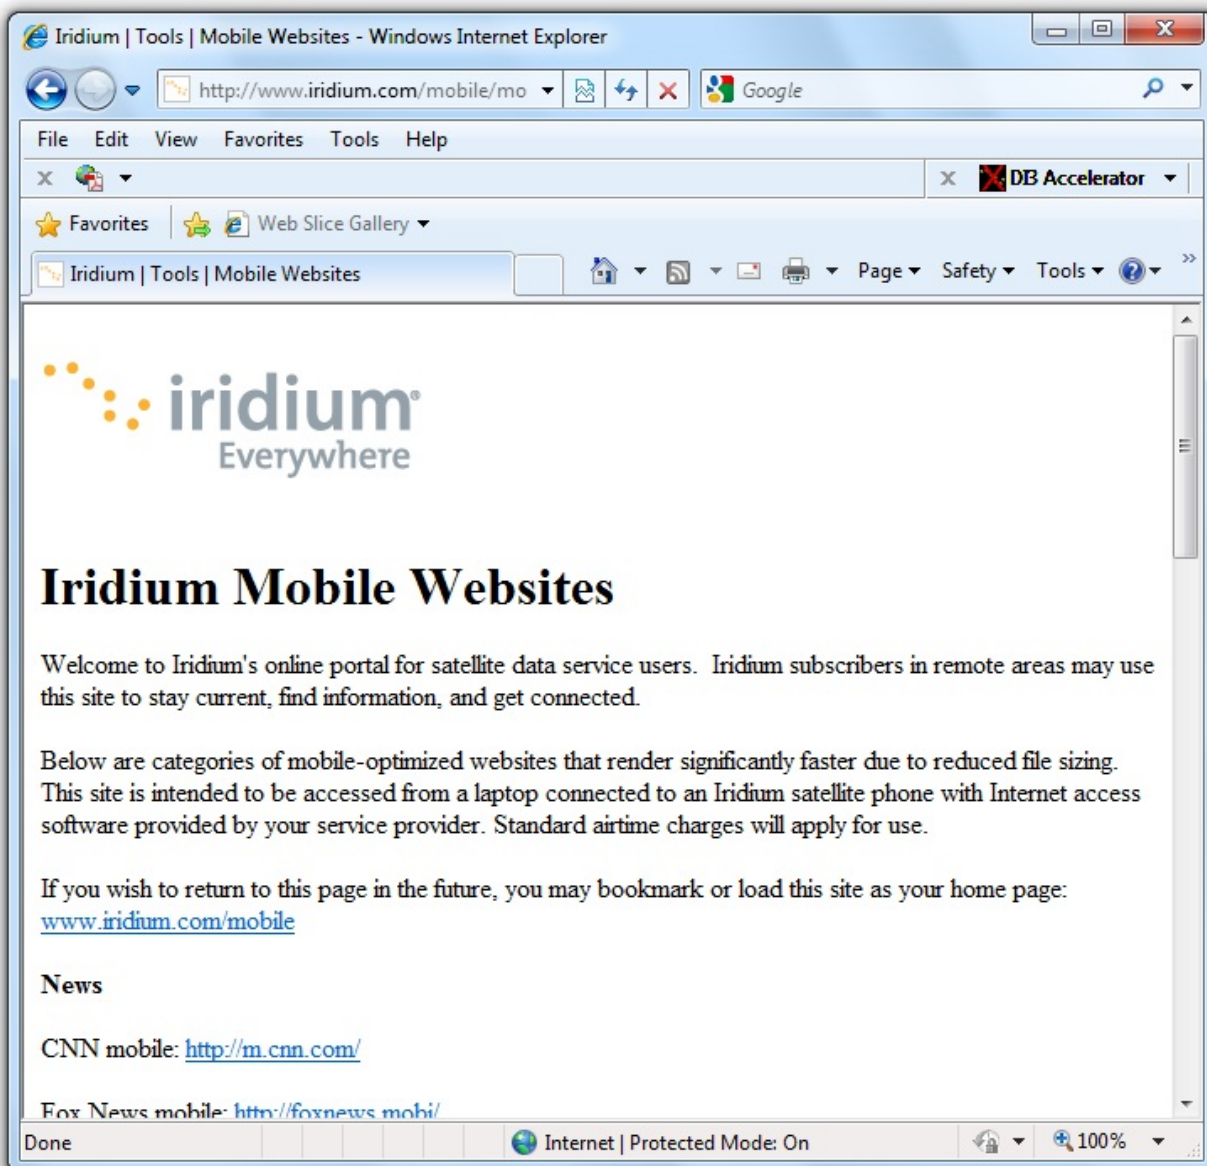 Iridium | Tools | Mobile Websites - Windows Internet Explorer
http://www.iridium.com/mobile/mo
Google
File Edit View Favorites Tools Help
X DB Accelerator
Favorites Web Slice Gallery
Iridium | Tools | Mobile Websites Page Safety Tools
iridium®
Everywhere
Iridium Mobile Websites
Welcome to Iridium's online portal for satellite data service users. Iridium subscribers in remote areas may use
this site to stay current, find information, and get connected.
Below are categories of mobile-optimized websites that render significantly faster due to reduced file sizing.
This site is intended to be accessed from a laptop connected to an Iridium satellite phone with Internet access
software provided by your service provider. Standard airtime charges will apply for use.
If you wish to return to this page in the future, you may bookmark or load this site as your home page:
www.iridium.com/mobile
News
CNN mobile: http://m.cnn.com/
Fox News mobile: http://foxnews.mobi/
Done Internet | Protected Mode: On 100%